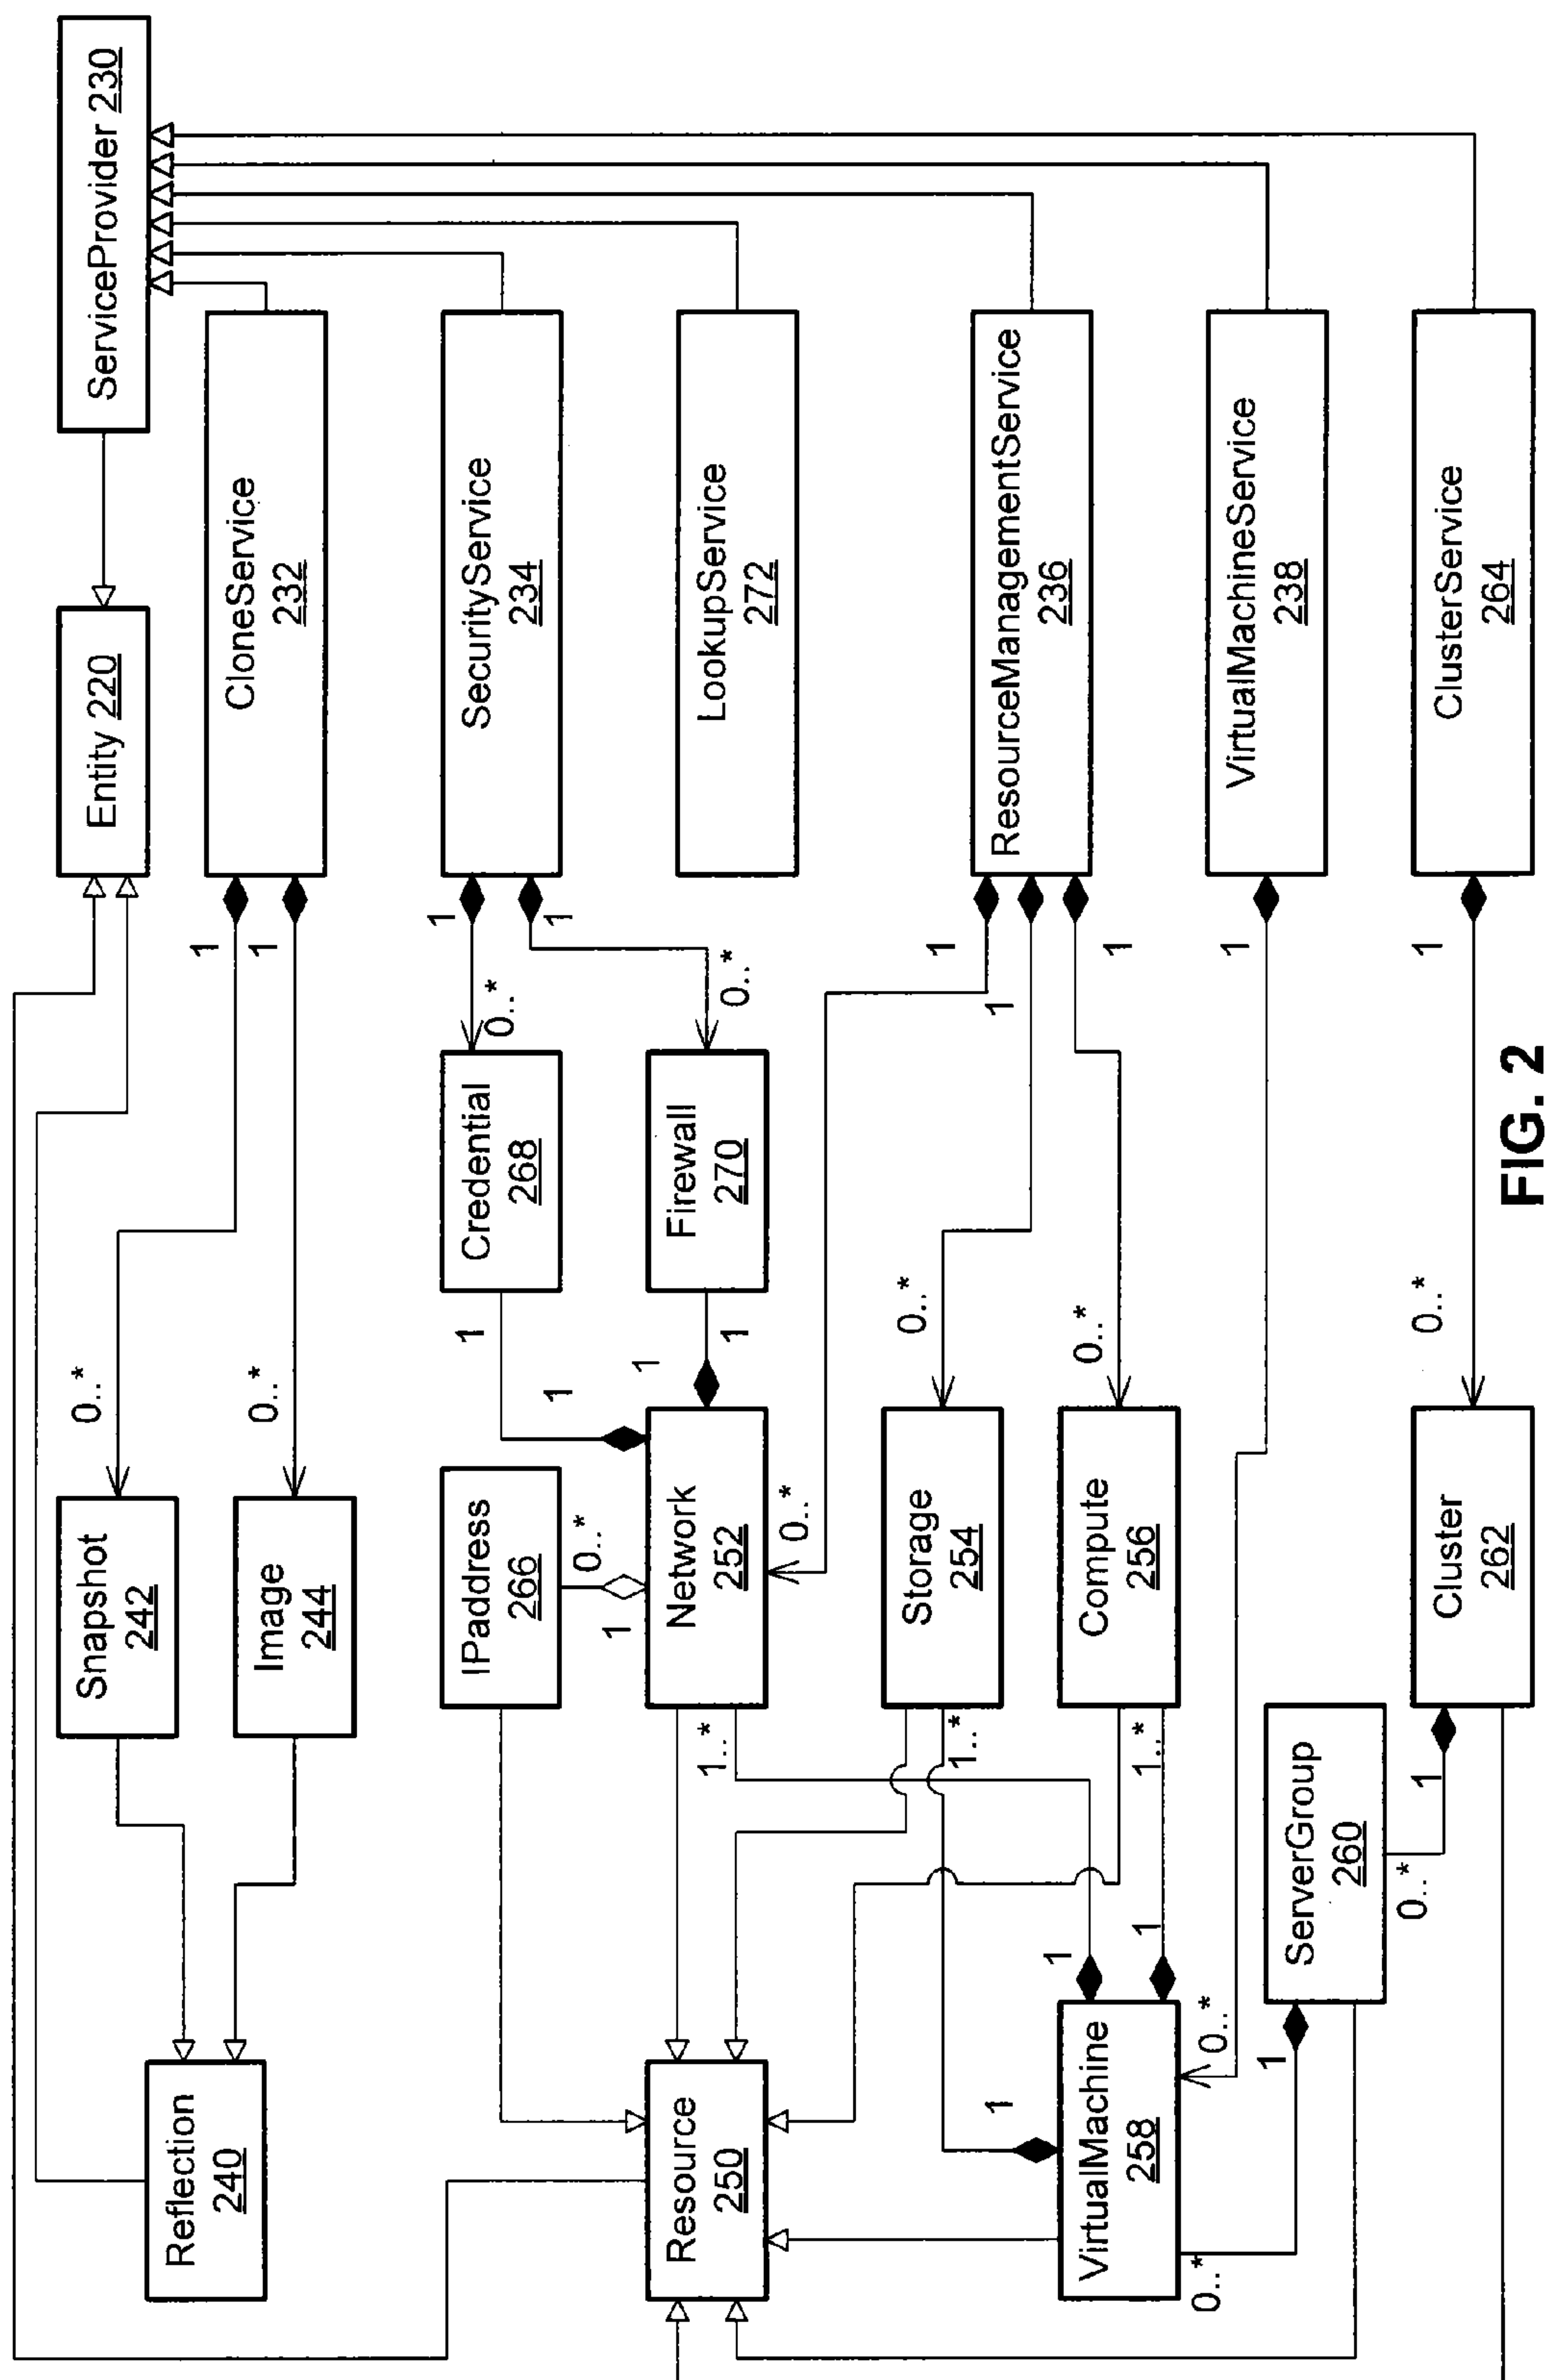 Snapshot
242
0..*
Entity 220
ServiceProvider 230
Reflection
240
Image
244
0..*
1
1
CloneService
232
IPaddress
266
0..*
1
1
1
Credential
268
0..*
1
1
SecurityService
234
Resource
250
1..*
Network
252
0..*
1
1
Firewall
270
0..*
LookupService
272
1..*
Storage
254
0..*
1
1
1
ResourceManagementService
236
VirtualMachine
258
1
1
1
1..*
Compute
256
0..*
0..*
0..*
1
VirtualMachineService
238
1
ServerGroup
260
0..*
1
Cluster
262
0..*
1
ClusterService
264
FIG. 2